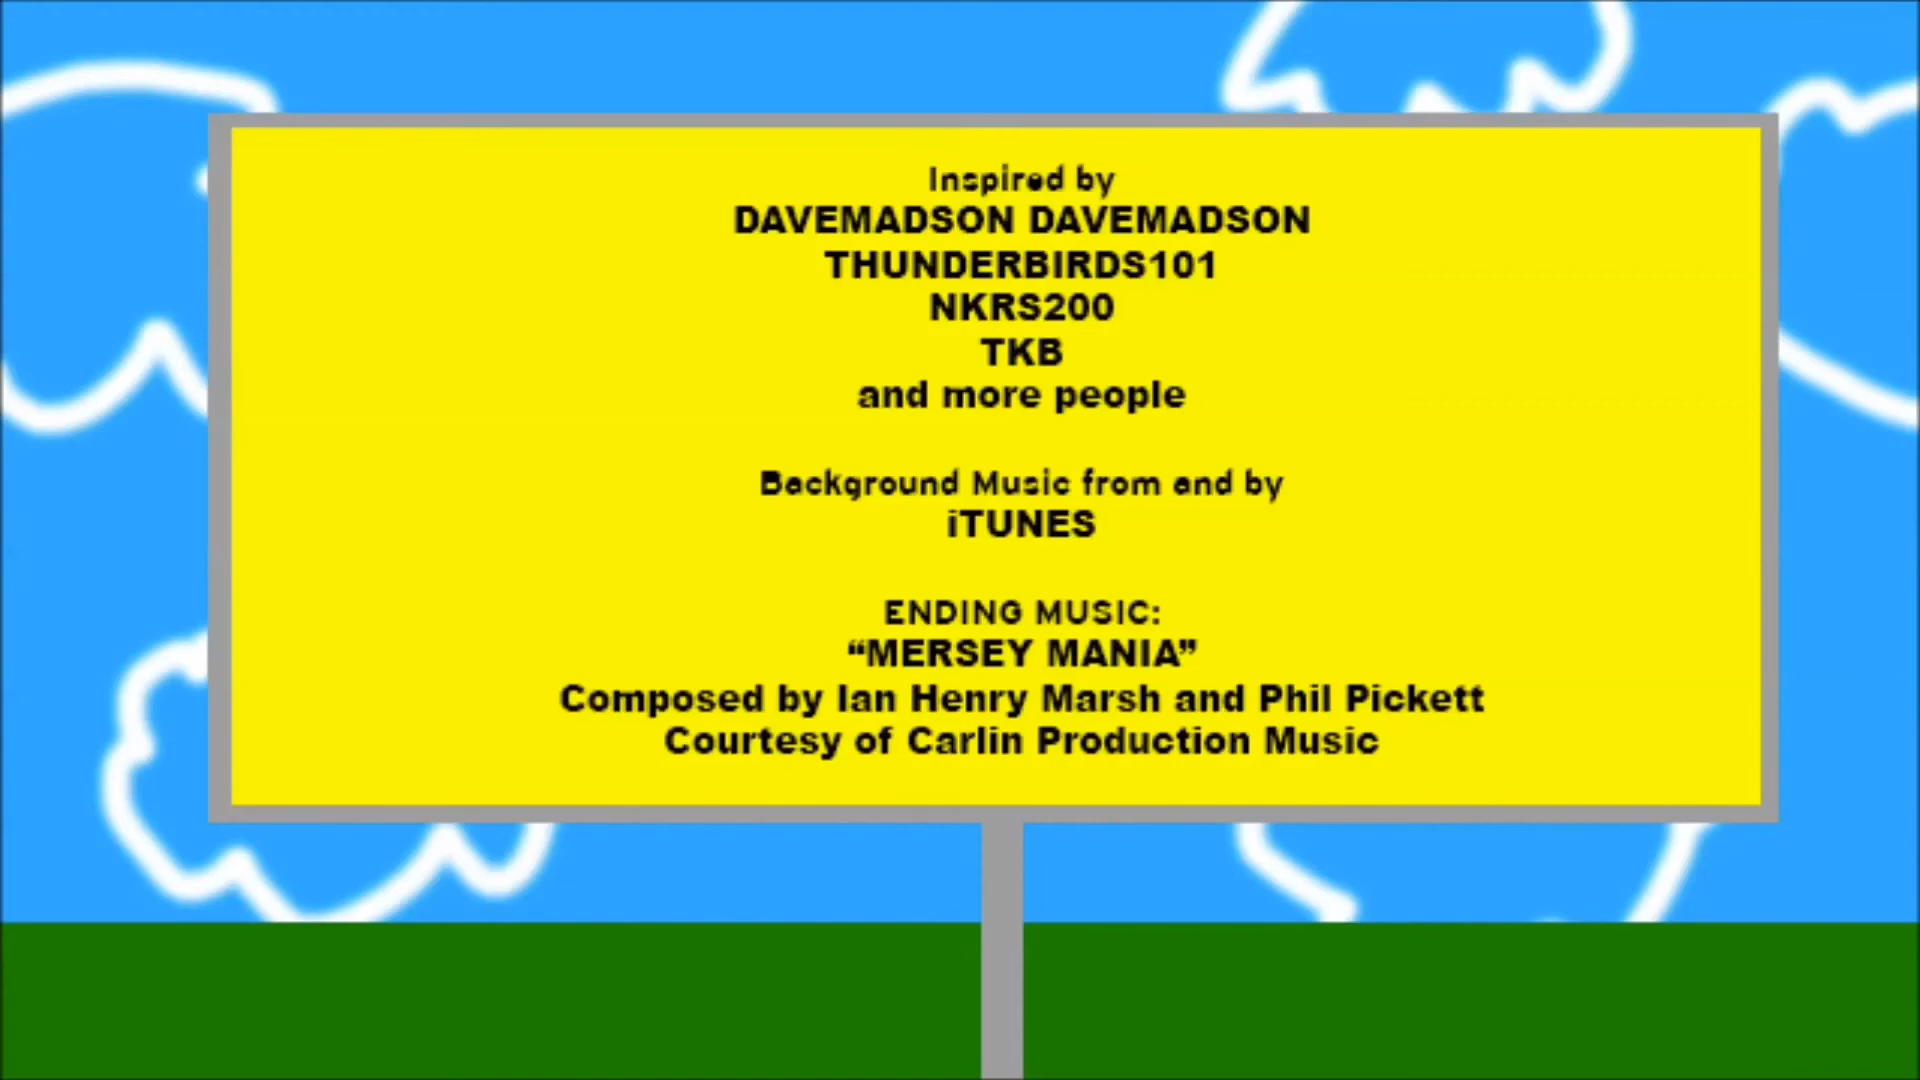 Inspired by
DAVEMADSON DAVEMADSON
THUNDERBIRDS101
NKRS200
TKB
and more people
Background Music from and by
iTUNES
ENDING MUSIC:
“MERSEY MANIA”
Composed by Ian Henry Marsh and Phil Pickett
Courtesy of Carlin Production Music